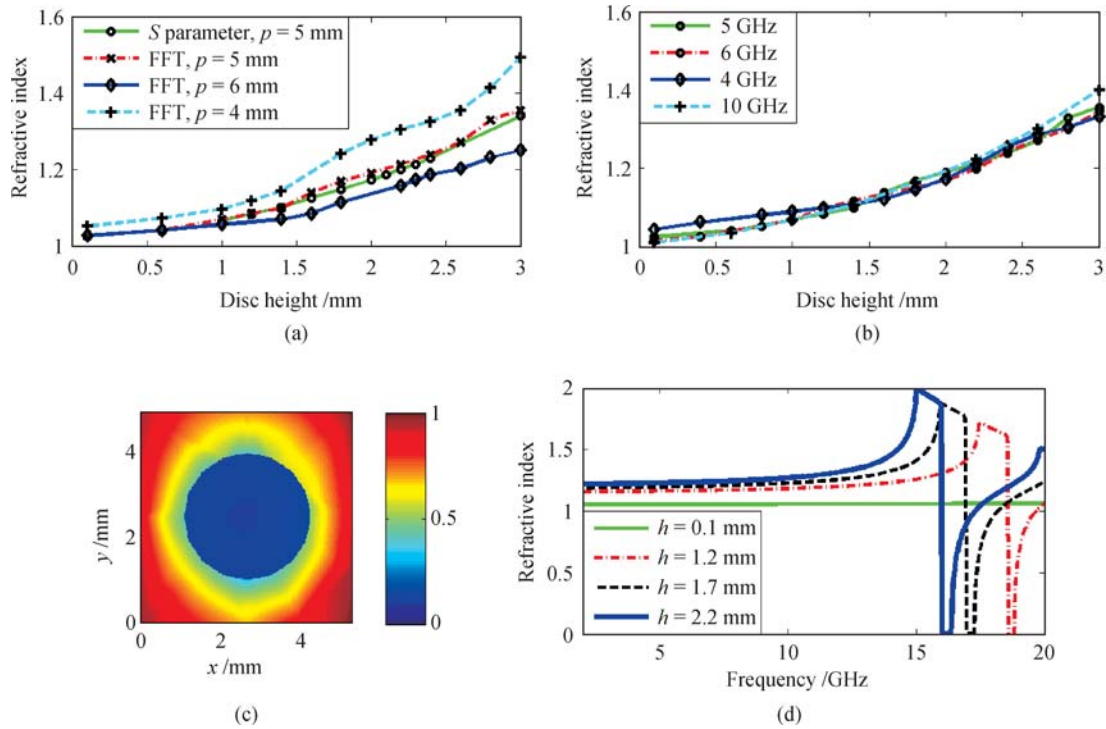 1.6
1.4
1.2
1
Refractive index
S parameter, p = 5 mm
FFT, p = 5 mm
FFT, p = 6 mm
FFT, p = 4 mm
0 0.5 1 1.5 2 2.5 3
Disc height /mm
(a)
1.6
1.4
1.2
1
Refractive index
5 GHz
6 GHz
4 GHz
10 GHz
0 0.5 1 1.5 2 2.5 3
Disc height /mm
(b)
4
2
0
y /mm
0 2 4
x /mm
1
0.5
0
(c)
2
1.5
1
0.5
0
Refractive index
h = 0.1 mm
h = 1.2 mm
h = 1.7 mm
h = 2.2 mm
5 10 15 20
Frequency /GHz
(d)